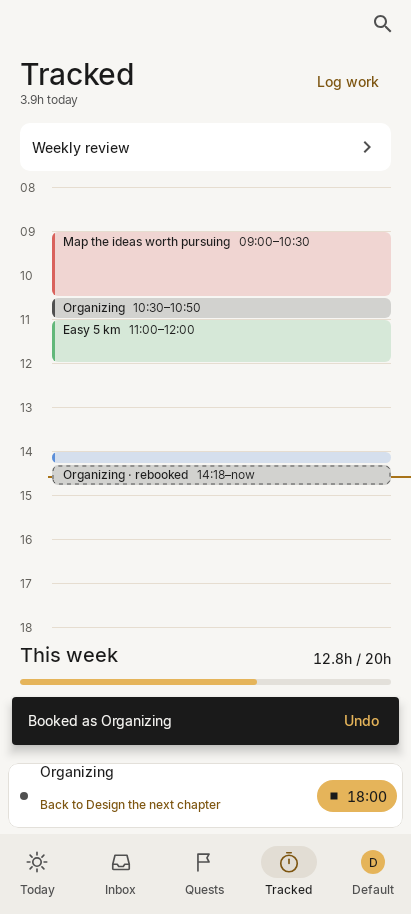 Tracked
Log work
3.9h today
Weekly review
08
09
Map the ideas worth pursuing 09:00–10:30
10
Organizing 10:30–10:50
11
Easy 5 km 11:00–12:00
12
13
14
Organizing · rebooked 14:18–now
15
16
17
18
This week
12.8h / 20h
Booked as Organizing
Undo
Organizing
Back to Design the next chapter
18:00
D
Today
Inbox
Quests
Tracked
Default